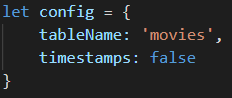 let config = {
    tableName: 'movies',
    timestamps: false
}